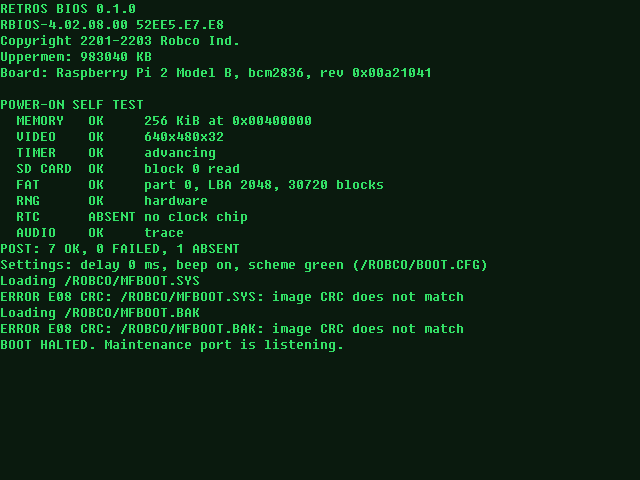 RETROS BIOS 0.1.0
RBIOS-4.02.08.00 52EE5.E7.E8
Copyright 2201-2203 Robco Ind.
Uppermem: 983040 KB
Board: Raspberry Pi 2 Model B, bcm2836, rev 0x00a21041
POWER-ON SELF TEST
MEMORY OK 256 KiB at 0x00400000
VIDEO OK 640x480x32
TIMER OK advancing
SD CARD OK block 0 read
FAT OK part 0, LBA 2048, 30720 blocks
RNG OK hardware
RTC ABSENT no clock chip
AUDIO OK trace
POST: 7 OK, 0 FAILED, 1 ABSENT
Settings: delay 0 ms, beep on, scheme green (/ROBCO/BOOT.CFG)
Loading /ROBCO/MFBOOT.SYS
ERROR E08 CRC: /ROBCO/MFBOOT.SYS: image CRC does not match
Loading /ROBCO/MFBOOT.BAK
ERROR E08 CRC: /ROBCO/MFBOOT.BAK: image CRC does not match
BOOT HALTED. Maintenance port is listening.